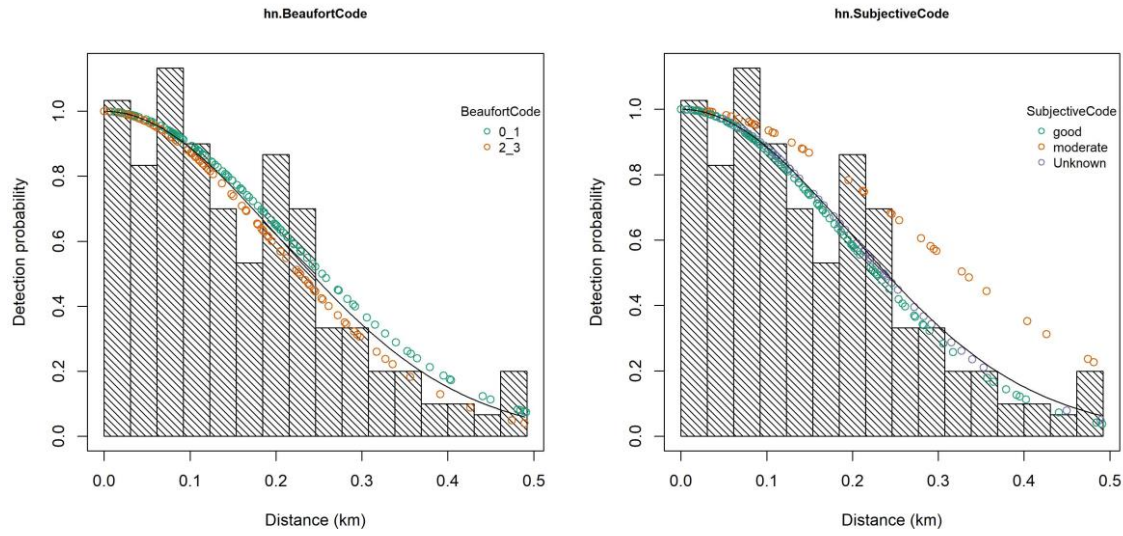 hn.BeaufortCode
Detection probability
1.0
0.8
0.6
0.4
0.2
0.0
BeaufortCode
0_1
2_3
0.0 0.1 0.2 0.3 0.4 0.5
Distance (km)
hn.SubjectiveCode
Detection probability
1.0
0.8
0.6
0.4
0.2
0.0
SubjectiveCode
good
moderate
Unknown
0.0 0.1 0.2 0.3 0.4 0.5
Distance (km)